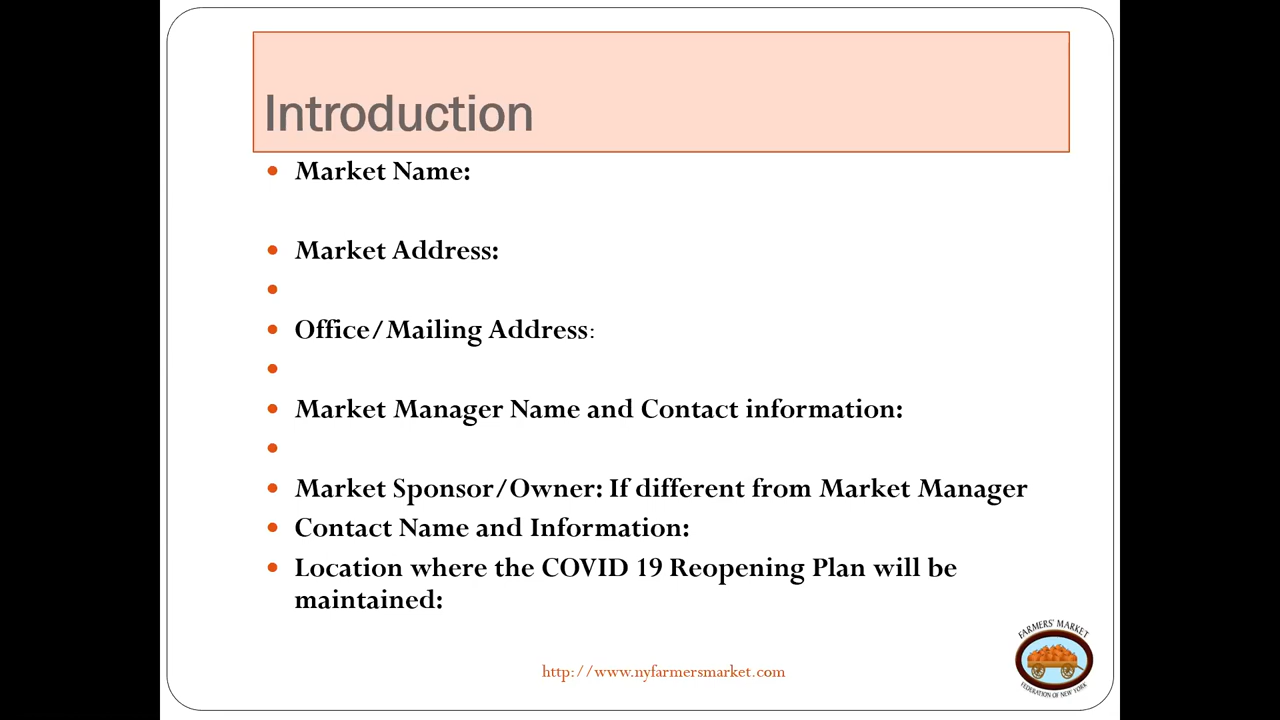 Introduction
• Market Name:
• Market Address:
•
• Office/Mailing Address:
•
• Market Manager Name and Contact information:
•
• Market Sponsor/Owner: If different from Market Manager
• Contact Name and Information:
• Location where the COVID 19 Reopening Plan will be
maintained:
FARMERS' MARKET
FEDERATION OF NEW YORK
http://www.nyfarmersmarket.com